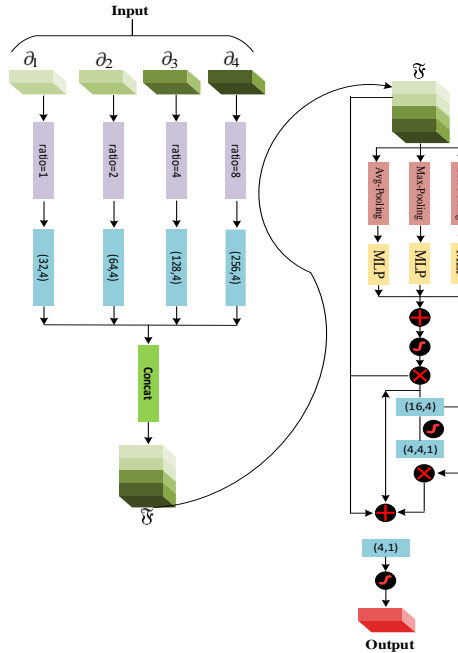 Input
∂1 ∂2 ∂3 ∂4
ratio=1 ratio=2 ratio=4 ratio=8
(32,4) (64,4) (128,4) (256,4)
Concat
𝔉
𝔉
Avg-Pooling Max-Pooling
MLP MLP
(16,4)
(4,4,1)
(4,1)
Output